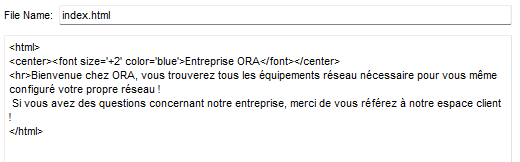 File Name: index.html
<html>
<center><font size='+2' color='blue'>Entreprise ORA</font></center>
<hr>Bienvenue chez ORA, vous trouverez tous les équipements réseau nécessaire pour vous même
configuré votre propre réseau !
Si vous avez des questions concernant notre entreprise, merci de vous référez à notre espace client
!
</html>